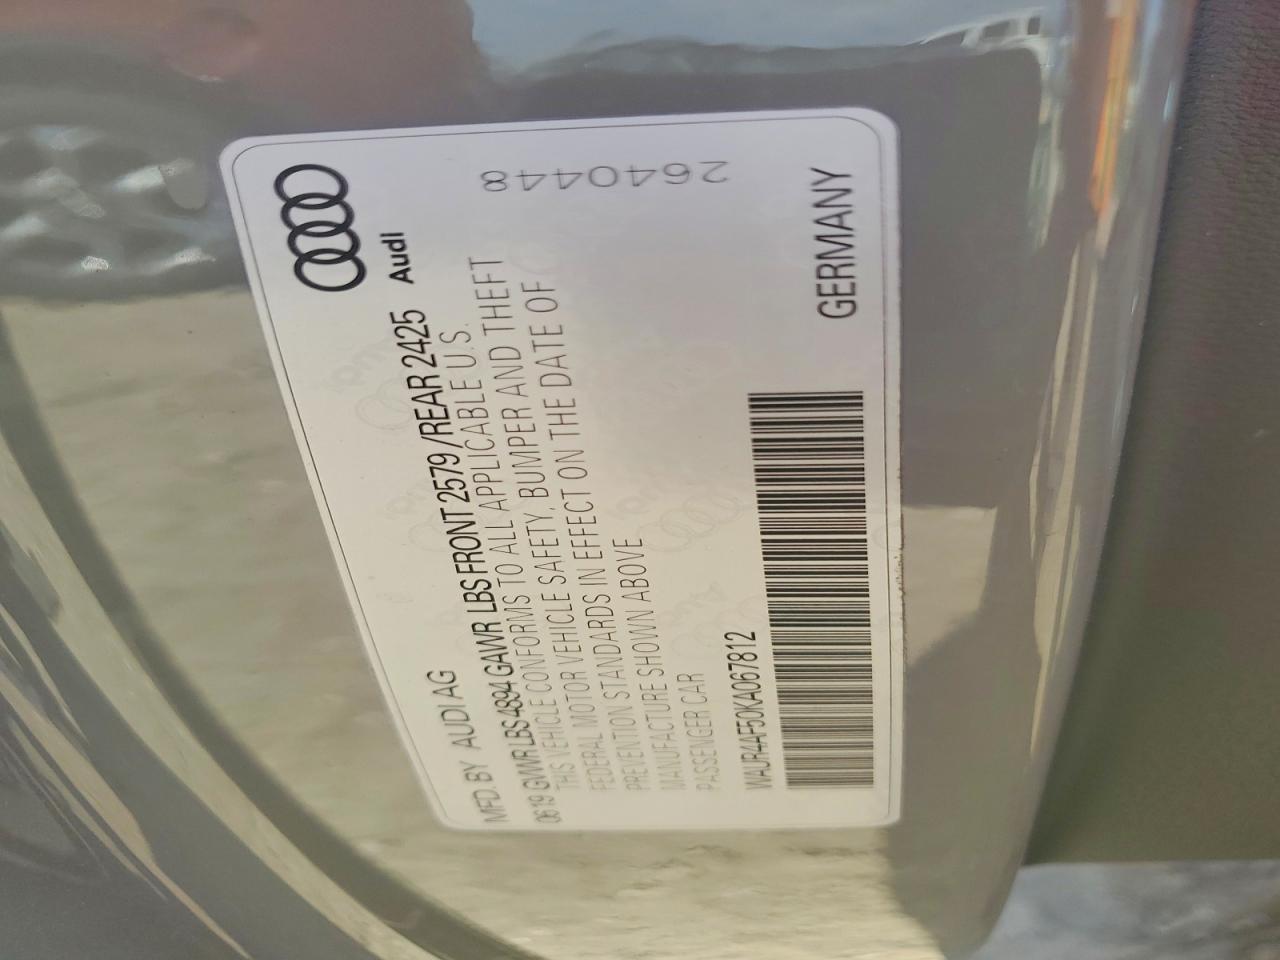 MFD. BY AUDI AG
06 19 GVWR LBS 4894 GAWR LBS FRONT 2579 /REAR 2425
Audi
THIS VEHICLE CONFORMS TO ALL APPLICABLE U.S.
FEDERAL MOTOR VEHICLE SAFETY, BUMPER AND THEFT
PREVENTION STANDARDS IN EFFECT ON THE DATE OF
MANUFACTURE SHOWN ABOVE
PASSENGER CAR
WAUR4AF50KA067812
GERMANY
2640448